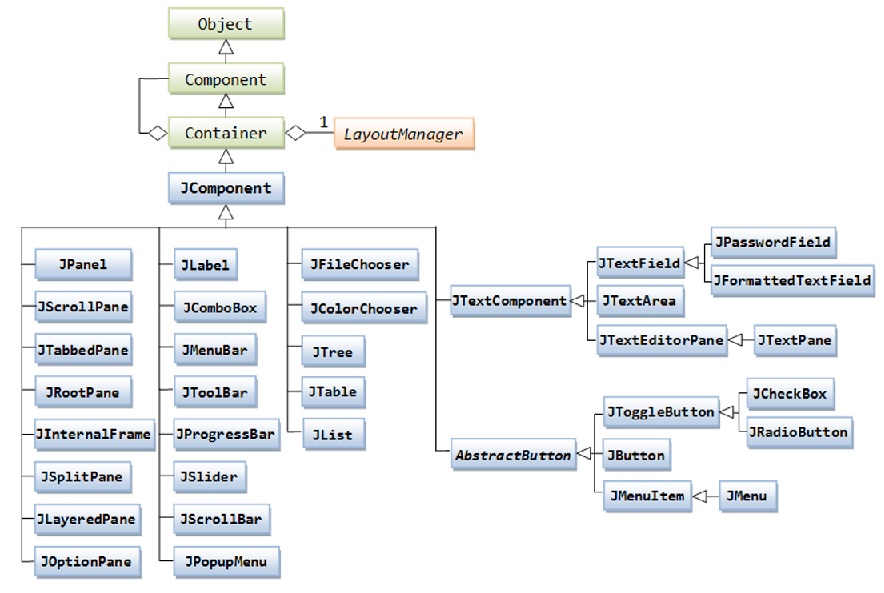 Object
Component
Container
1
LayoutManager
JComponent
JPanel
JScrollPane
JTabbedPane
JRootPane
JInternalFrame
JSplitPane
JLayeredPane
JOptionPane
JLabel
JComboBox
JMenuBar
JToolBar
JProgressBar
JSlider
JScrollBar
JPopupMenu
JFileChooser
JColorChooser
JTree
JTable
JList
JTextComponent
JTextField
JPasswordField
JFormattedTextField
JTextArea
JTextEditorPane
JTextPane
AbstractButton
JToggleButton
JCheckBox
JRadioButton
JButton
JMenuItem
JMenu